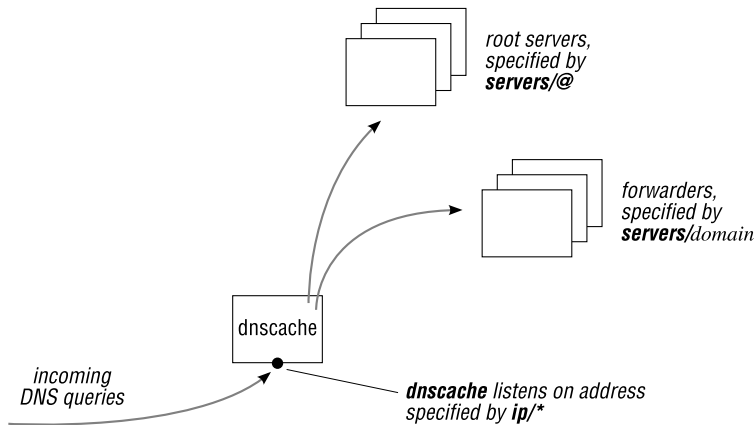 root servers,
specified by
servers/@
forwarders,
specified by
servers/domain
dnscache
incoming
DNS queries
dnscache listens on address
specified by ip/*